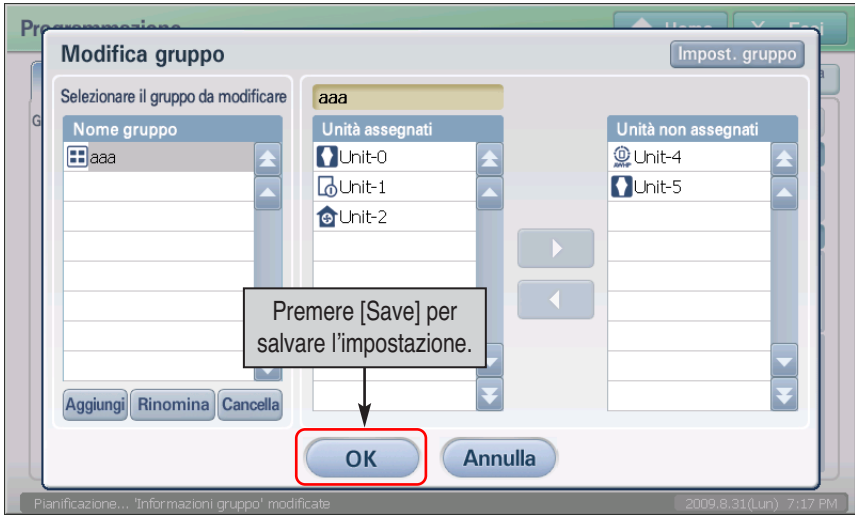 Programmazione
Home
X Esci
Modifica gruppo
Impost. gruppo
Selezionare il gruppo da modificare
aaa
Nome gruppo
aaa
Unità assegnati
Unit-0
Unit-1
Unit-2
Unità non assegnati
Unit-4
AWHP
Unit-5
Premere [Save] per
salvare l'impostazione.
Aggiungi
Rinomina
Cancella
OK
Annulla
Pianificazione... 'Informazioni gruppo' modificate
2009.8.31(Lun) 7:17 PM